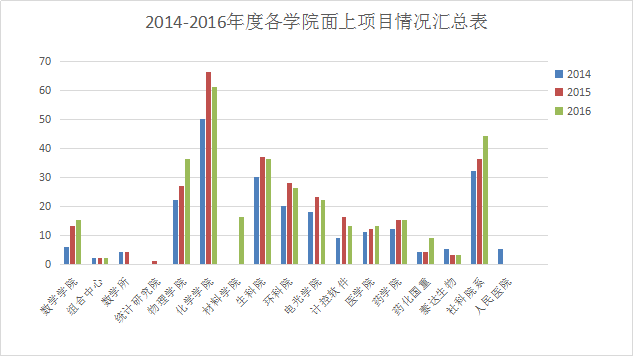 2014-2016年度各学院面上项目情况汇总表
70
60
50
40
30
20
10
0
2014
2015
2016
数学学院
组合中心
数学所
统计研究院
物理学院
化学学院
材料学院
生科院
环科院
电光学院
计控软件
医学院
药学院
药化国重
泰达生物
社科院系
人民医院